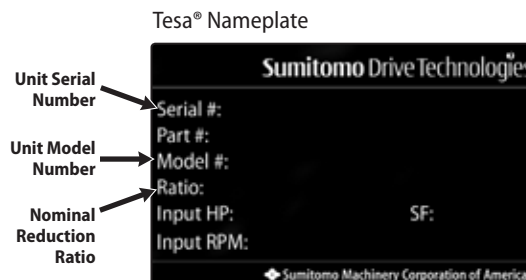 Tesa® Nameplate
Sumitomo Drive Technologies
Unit Serial
Number
Serial #:
Part #:
Unit Model
Number
Model #:
Ratio:
Nominal
Reduction
Ratio
Input HP: SF:
Input RPM:
Sumitomo Machinery Corporation of America